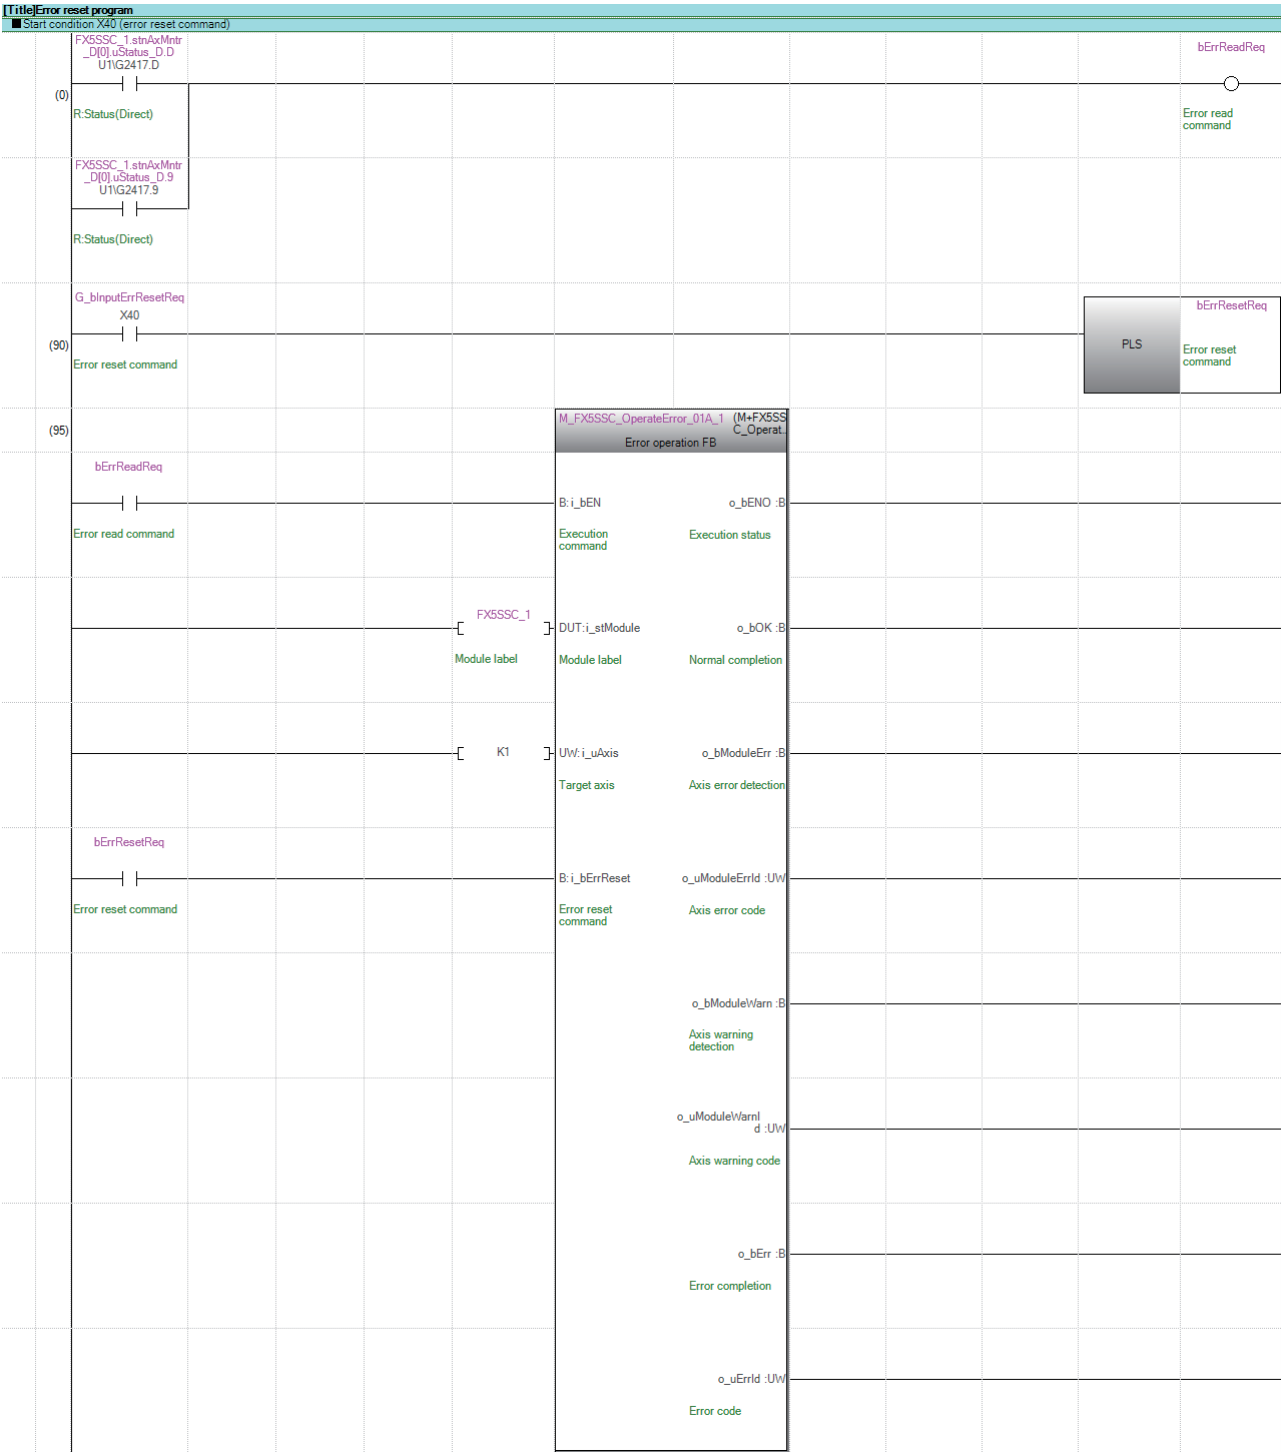 [Title]Error reset program
■Start condition X40 (error reset command)
FX5SSC_1.stnAxMntr
_D[0].uStatus_D.D
U1\G2417.D
bErrReadReq
(0)
R:Status(Direct)
Error read
command
FX5SSC_1.stnAxMntr
_D[0].uStatus_D.9
U1\G2417.9
R:Status(Direct)
G_bInputErrResetReq
X40
bErrResetReq
(90)
PLS
Error reset command
Error reset
command
(95)
M_FX5SSC_OperateError_01A_1 (M+FX5SS
C_Operat..
Error operation FB
bErrReadReq
B:i_bEN
o_bENO :B
Error read command
Execution
command
Execution status
FX5SSC_1
DUT:i_stModule
o_bOK :B
Module label
Module label
Normal completion
K1
UW:i_uAxis
o_bModuleErr :B
Target axis
Axis error detection
bErrResetReq
B:i_bErrReset
o_uModuleErrId :UW
Error reset command
Error reset
command
Axis error code
o_bModuleWarn :B
Axis warning
detection
o_uModuleWarnI
d :UW
Axis warning code
o_bErr :B
Error completion
o_uErrId :UW
Error code